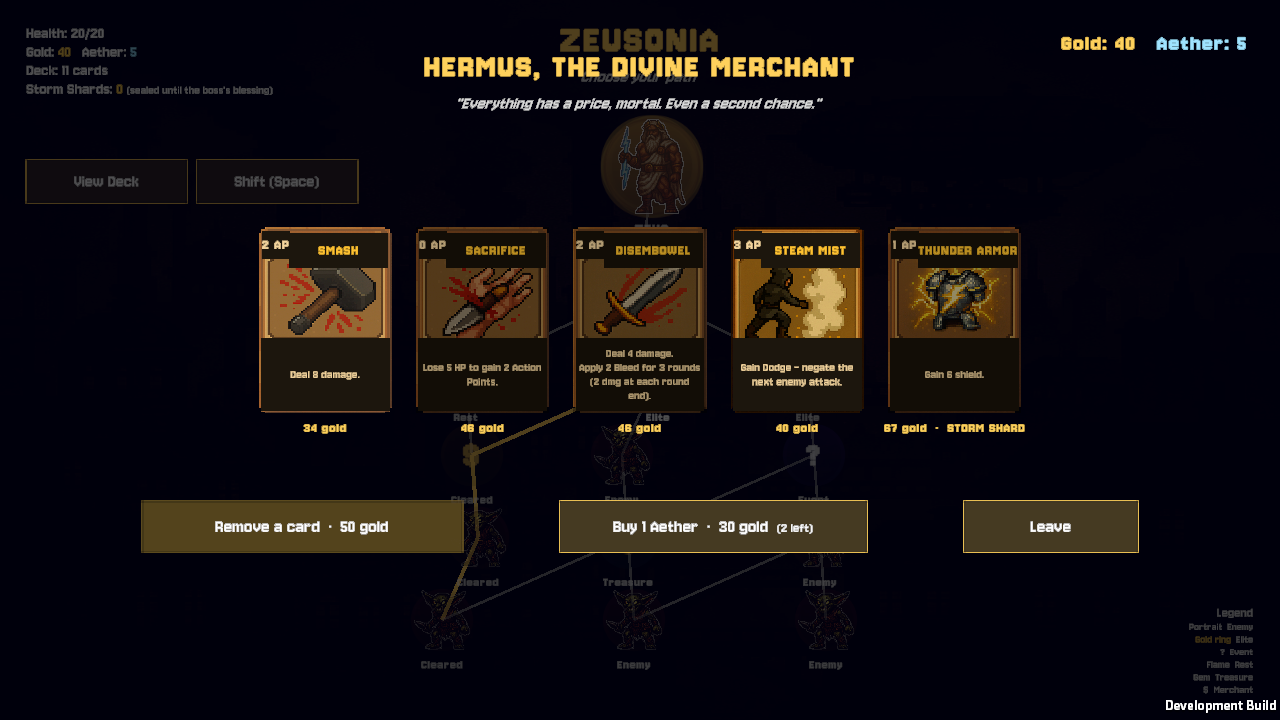 Health: 20/20
Gold: 40 Aether: 5
Deck: 11 cards
Storm Shards: 0 (sealed until the boss's blessing)
ZEUSONIA
choose your path
HERMUS, THE DIVINE MERCHANT
"Everything has a price, mortal. Even a second chance."
Gold: 40 Aether: 5
View Deck
Shift (Space)
2 AP SMASH
Deal 8 damage.
34 gold
0 AP SACRIFICE
Lose 5 HP to gain 2 Action
Points.
46 gold
2 AP DISEMBOWEL
Deal 4 damage.
Apply 2 Bleed for 3 rounds
(2 dmg at each round
end).
46 gold
3 AP STEAM MIST
Gain Dodge - negate the
next enemy attack.
40 gold
1 AP THUNDER ARMOR
Gain 6 shield.
67 gold · STORM SHARD
Rest
Elite
Elite
?
Cleared
Enemy
Event
Remove a card · 50 gold
Buy 1 Aether · 30 gold (2 left)
Leave
Cleared
Treasure
Enemy
Cleared
Enemy
Enemy
Legend
Portrait Enemy
Gold ring Elite
? Event
Flame Rest
Gem Treasure
$ Merchant
Development Build